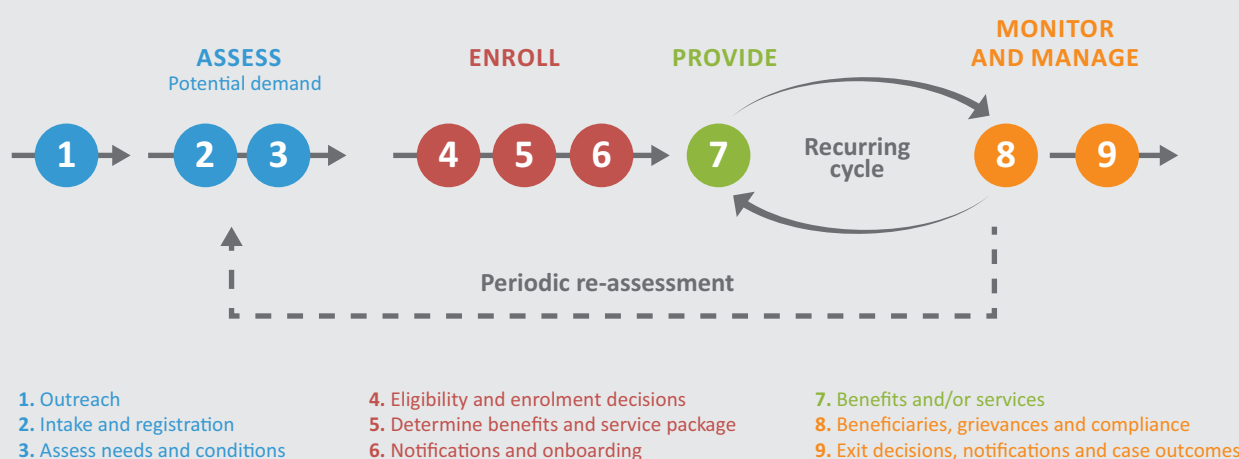 ASSESS
Potential demand
ENROLL
PROVIDE
MONITOR
AND MANAGE
1
2
3
4
5
6
7
Recurring
cycle
8
9
Periodic re-assessment
1. Outreach
2. Intake and registration
3. Assess needs and conditions
4. Eligibility and enrolment decisions
5. Determine benefits and service package
6. Notifications and onboarding
7. Benefits and/or services
8. Beneficiaries, grievances and compliance
9. Exit decisions, notifications and case outcomes